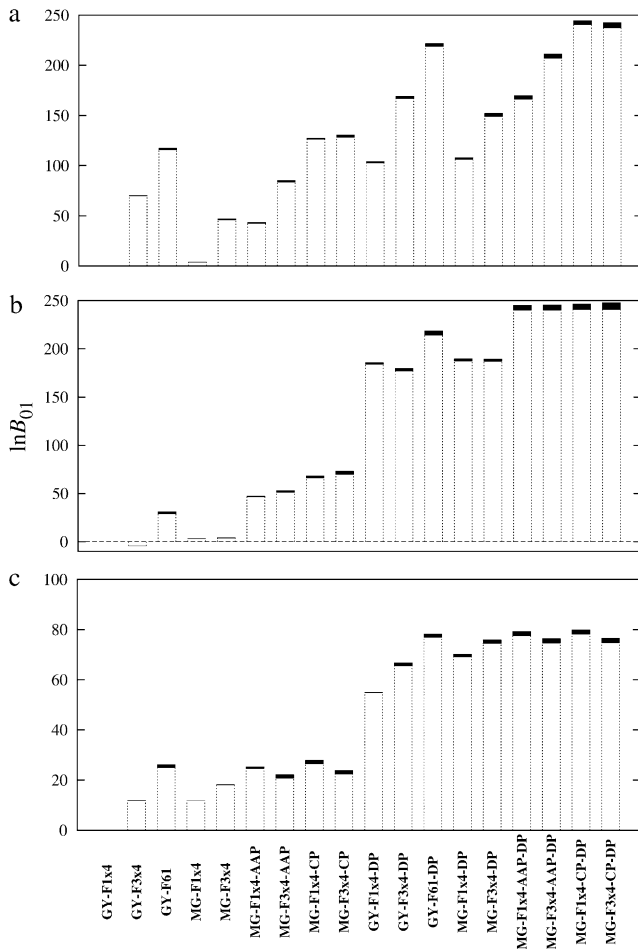 a
250
200
150
100
50
0
b
250
200
150
100
50
0
lnB01
c
100
80
60
40
20
0
GY-F1x4
GY-F3x4
GY-F61
MG-F1x4
MG-F3x4
MG-F1x4-AAP
MG-F3x4-AAP
MG-F1x4-CP
MG-F3x4-CP
GY-F1x4-DP
GY-F3x4-DP
GY-F61-DP
MG-F1x4-DP
MG-F3x4-DP
MG-F1x4-AAP-DP
MG-F3x4-AAP-DP
MG-F1x4-CP-DP
MG-F3x4-CP-DP